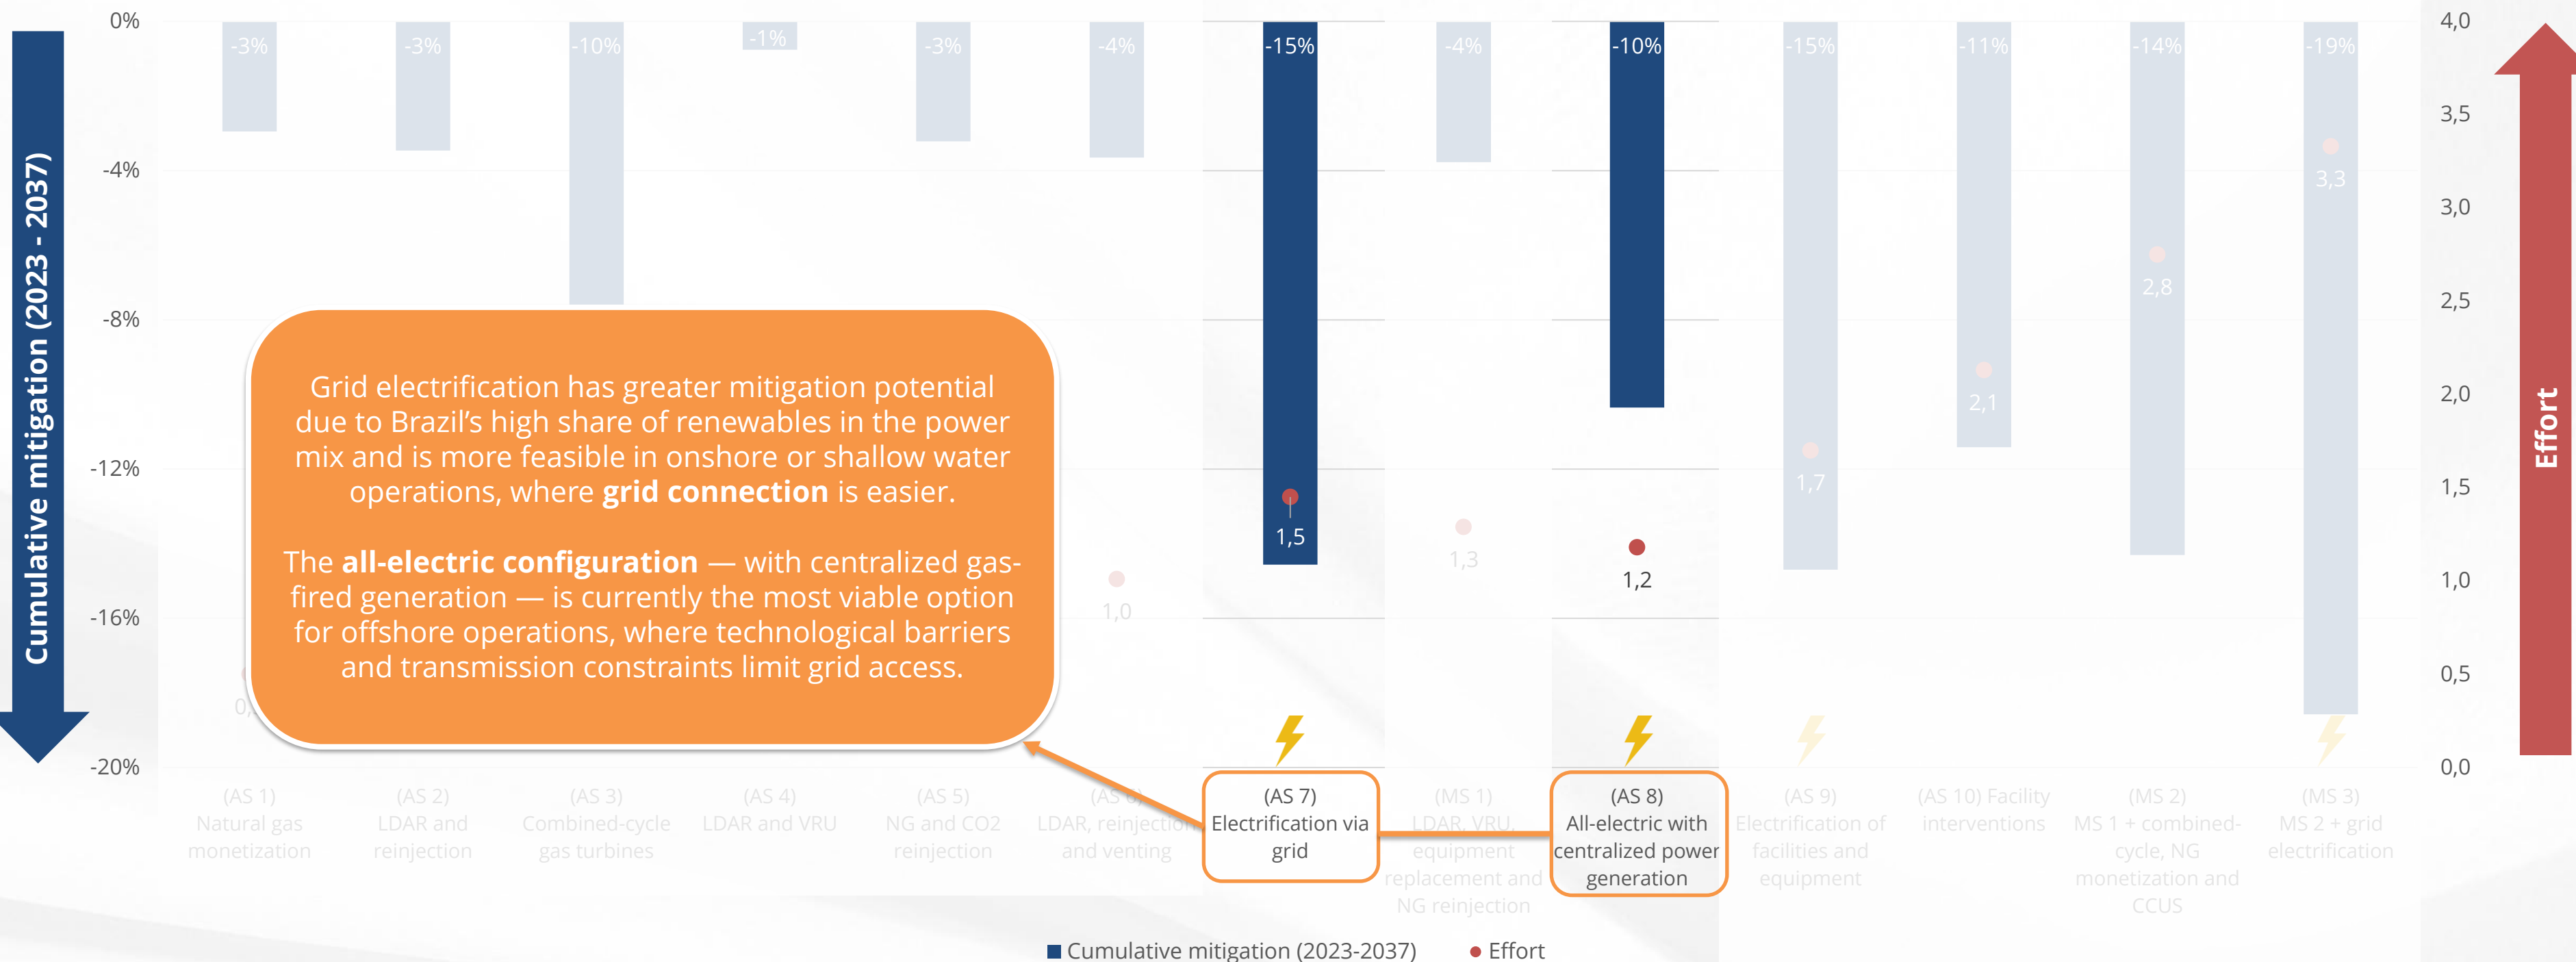 Cumulative mitigation (2023 - 2037)
0%
-4%
-8%
-12%
-16%
-20%
-3%
-3%
-10%
-1%
-3%
-4%
-15%
-4%
-10%
-15%
-11%
-14%
-19%
4,0
3,5
3,0
2,5
2,0
1,5
1,0
0,5
0,0
Effort
Grid electrification has greater mitigation potential
due to Brazil’s high share of renewables in the power
mix and is more feasible in onshore or shallow water
operations, where grid connection is easier.
The all-electric configuration — with centralized gas-
fired generation — is currently the most viable option
for offshore operations, where technological barriers
and transmission constraints limit grid access.
1,0
1,5
1,3
1,2
1,7
2,1
2,8
3,3
(AS 1)
Natural gas
monetization
(AS 2)
LDAR and
reinjection
(AS 3)
Combined-cycle
gas turbines
(AS 4)
LDAR and VRU
(AS 5)
NG and CO2
reinjection
(AS 6)
LDAR, reinjection
and venting
(AS 7)
Electrification via
grid
(MS 1)
LDAR, VRU,
equipment
replacement and
NG reinjection
(AS 8)
All-electric with
centralized power
generation
(AS 9)
Electrification of
facilities and
equipment
(AS 10) Facility
interventions
(MS 2)
MS 1 + combined-
cycle, NG
monetization and
CCUS
(MS 3)
MS 2 + grid
electrification
Cumulative mitigation (2023-2037)
Effort